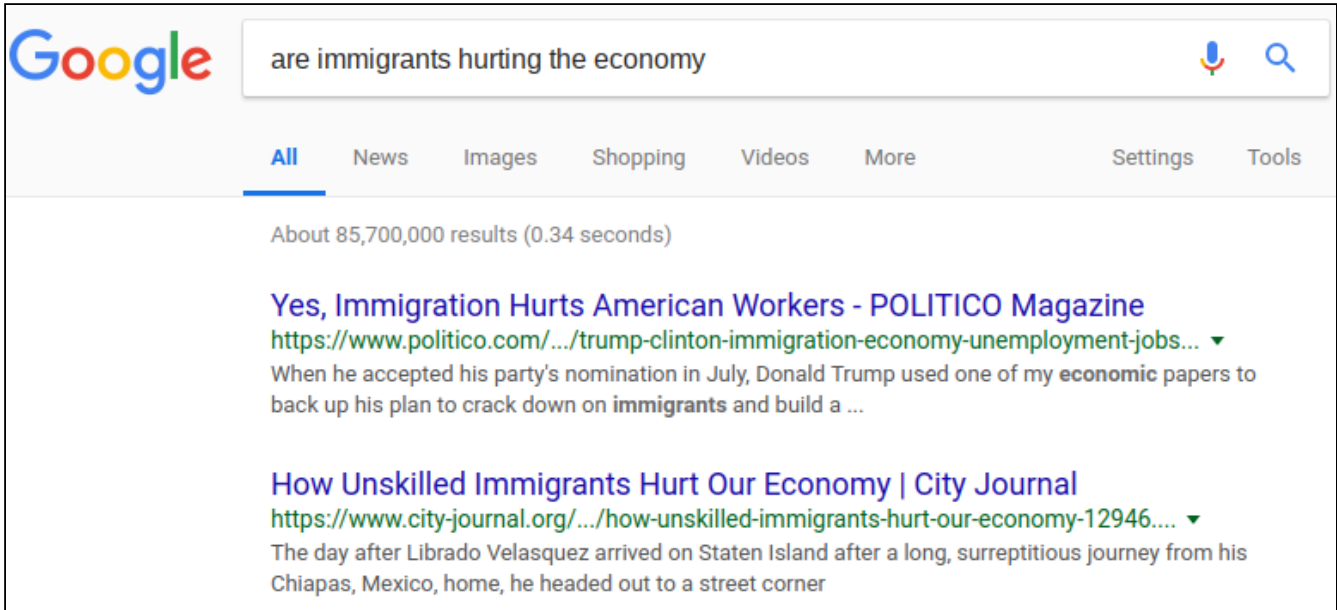 Google are immigrants hurting the economy
All News Images Shopping Videos More Settings Tools
About 85,700,000 results (0.34 seconds)
Yes, Immigration Hurts American Workers - POLITICO Magazine
https://www.politico.com/.../trump-clinton-immigration-economy-unemployment-jobs...
When he accepted his party's nomination in July, Donald Trump used one of my economic papers to
back up his plan to crack down on immigrants and build a ...
How Unskilled Immigrants Hurt Our Economy | City Journal
https://www.city-journal.org/.../how-unskilled-immigrants-hurt-our-economy-12946....
The day after Librado Velasquez arrived on Staten Island after a long, surreptitious journey from his
Chiapas, Mexico, home, he headed out to a street corner